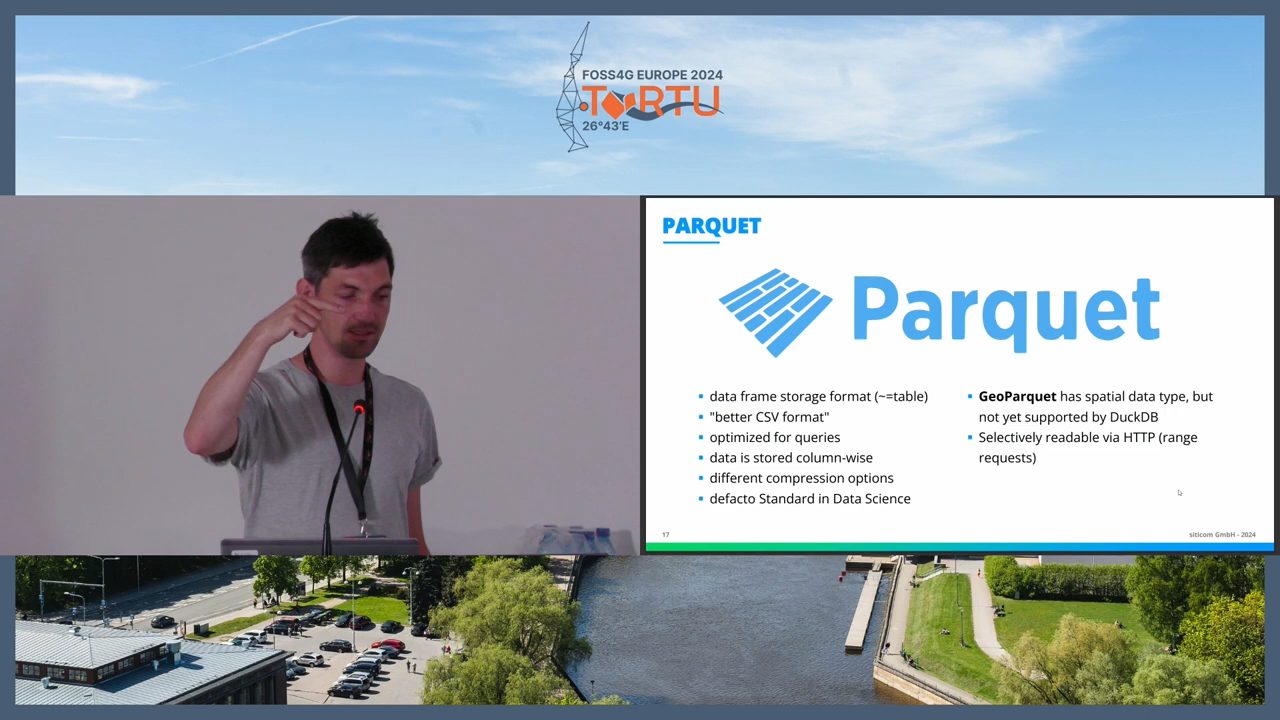 FOSS4G EUROPE 2024
TORTU
26°43'E
PARQUET
Parquet
data frame storage format (~=table)
"better CSV format"
optimized for queries
data is stored column-wise
different compression options
defacto Standard in Data Science
GeoParquet has spatial data type, but
not yet supported by DuckDB
Selectively readable via HTTP (range
requests)
17
siticom GmbH - 2024